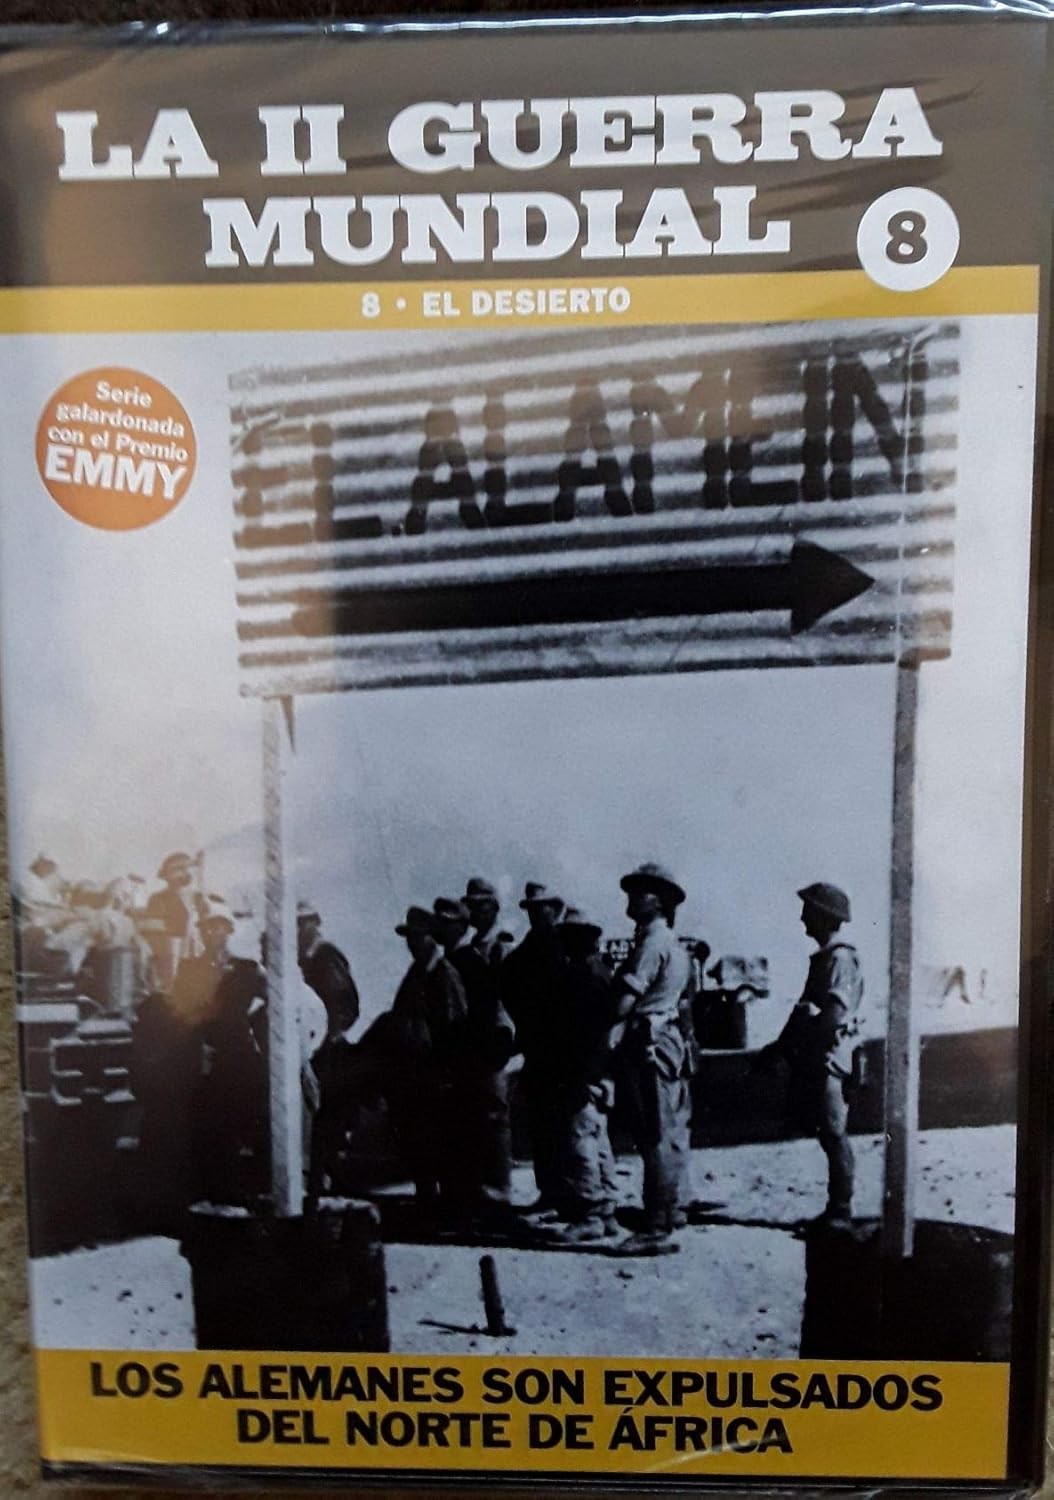 LA II GUERRA
MUNDIAL
8
8 · EL DESIERTO
Serie
galardonada
con el Premio
EMMY
EL.ALAMEIN
LOS ALEMANES SON EXPULSADOS
DEL NORTE DE ÁFRICA